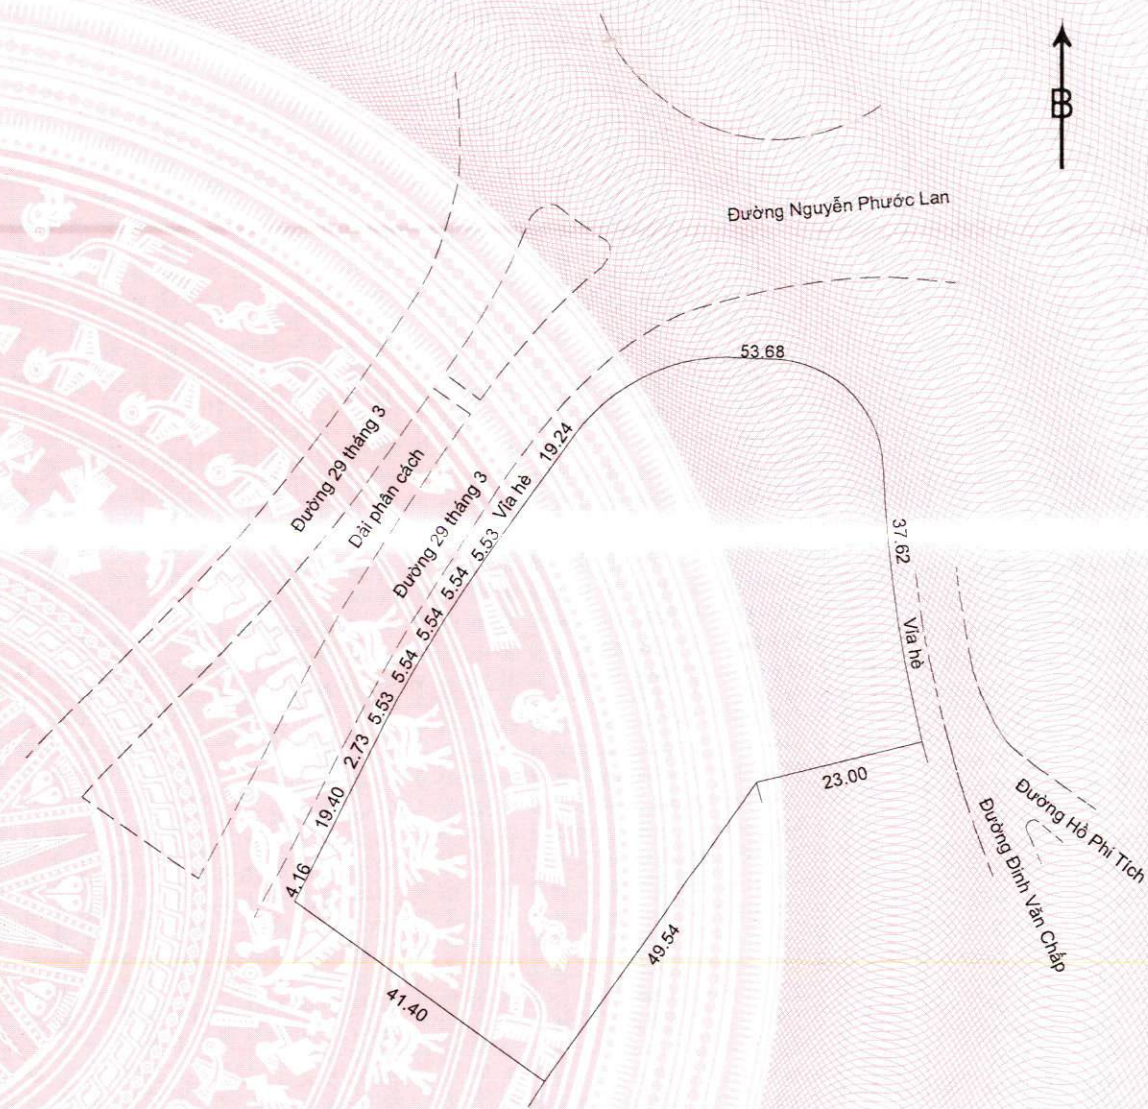 B
Đường Nguyễn Phước Lan
53.68
Đường 29 tháng 3
Dải phân cách
Đường 29 tháng 3
Vỉa hè
19.24
5.53
5.54
5.54
5.54
5.53
2.73
19.40
4.16
37.62
Vỉa hè
23.00
Đường Hồ Phi Tích
Đường Đinh Văn Chấp
49.54
41.40